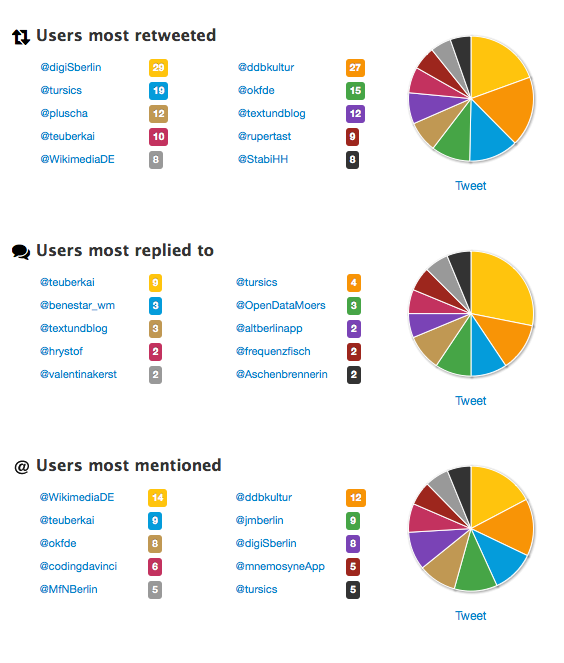 Users most retweeted
@digiSberlin 29 @ddbkultur 27
@tursics 19 @okfde 15
@pluscha 12 @textundblog 12
@teuberkai 10 @rupertast 9
@WikimediaDE 8 @StabiHH 8
Tweet
Users most replied to
@teuberkai 9 @tursics 4
@benestar_wm 3 @OpenDataMoers 3
@textundblog 3 @altberlinapp 2
@hrystof 2 @frequenzfisch 2
@valentinakerst 2 @Aschenbrennerin 2
Tweet
@ Users most mentioned
@WikimediaDE 14 @ddbkultur 12
@teuberkai 9 @jmberlin 9
@okfde 8 @digiSberlin 8
@codingdavinci 6 @mnemosyneApp 5
@MfNBerlin 5 @tursics 5
Tweet